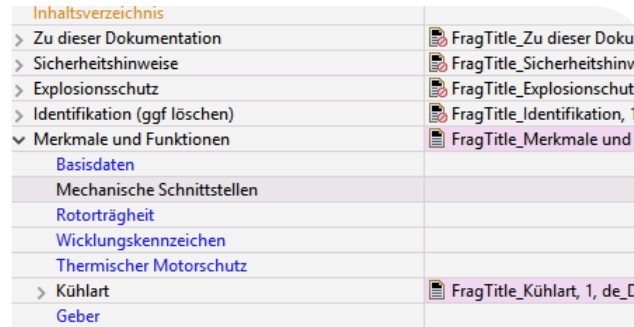 Inhaltsverzeichnis
Zu dieser Dokumentation FragTitle_Zu dieser Doku
Sicherheitshinweise FragTitle_Sicherheitshinw
Explosionsschutz FragTitle_Explosionschut
Identifikation (ggf löschen) FragTitle_Identifikation, 1
Merkmale und Funktionen FragTitle_Merkmale und
Basisdaten
Mechanische Schnittstellen
Rotorträgheit
Wicklungskennzeichen
Thermischer Motorschutz
Kühlart FragTitle_Kühlart, 1, de_D
Geber